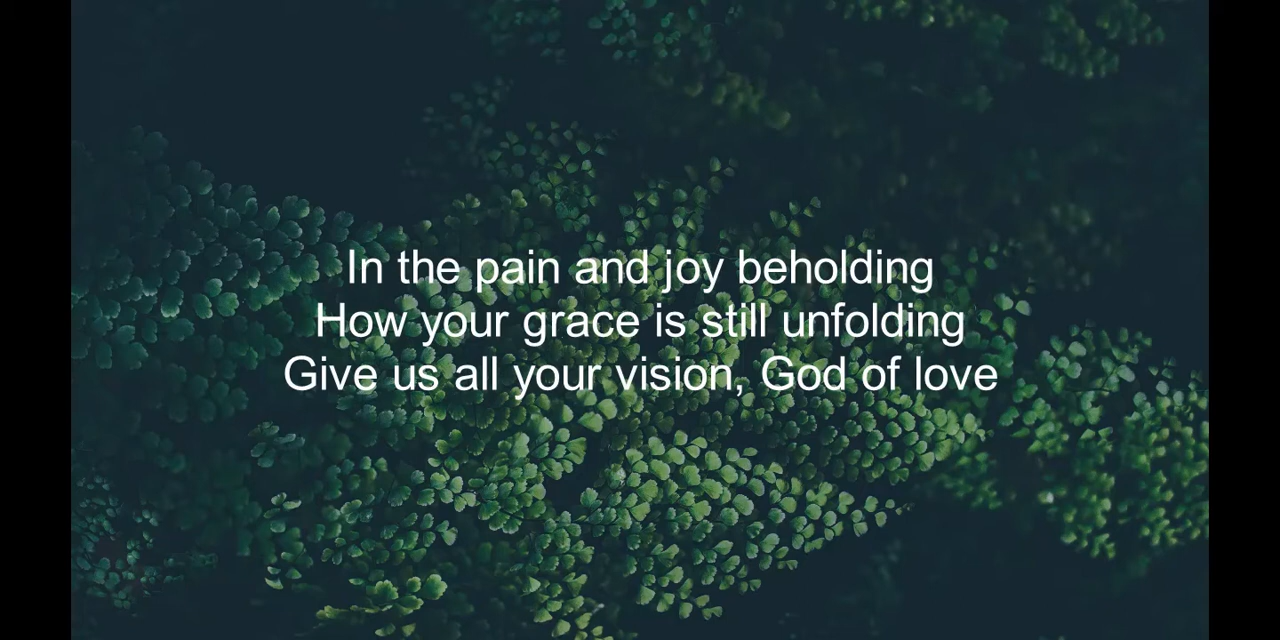 In the pain and joy beholding
How your grace is still unfolding
Give us all your vision, God of love